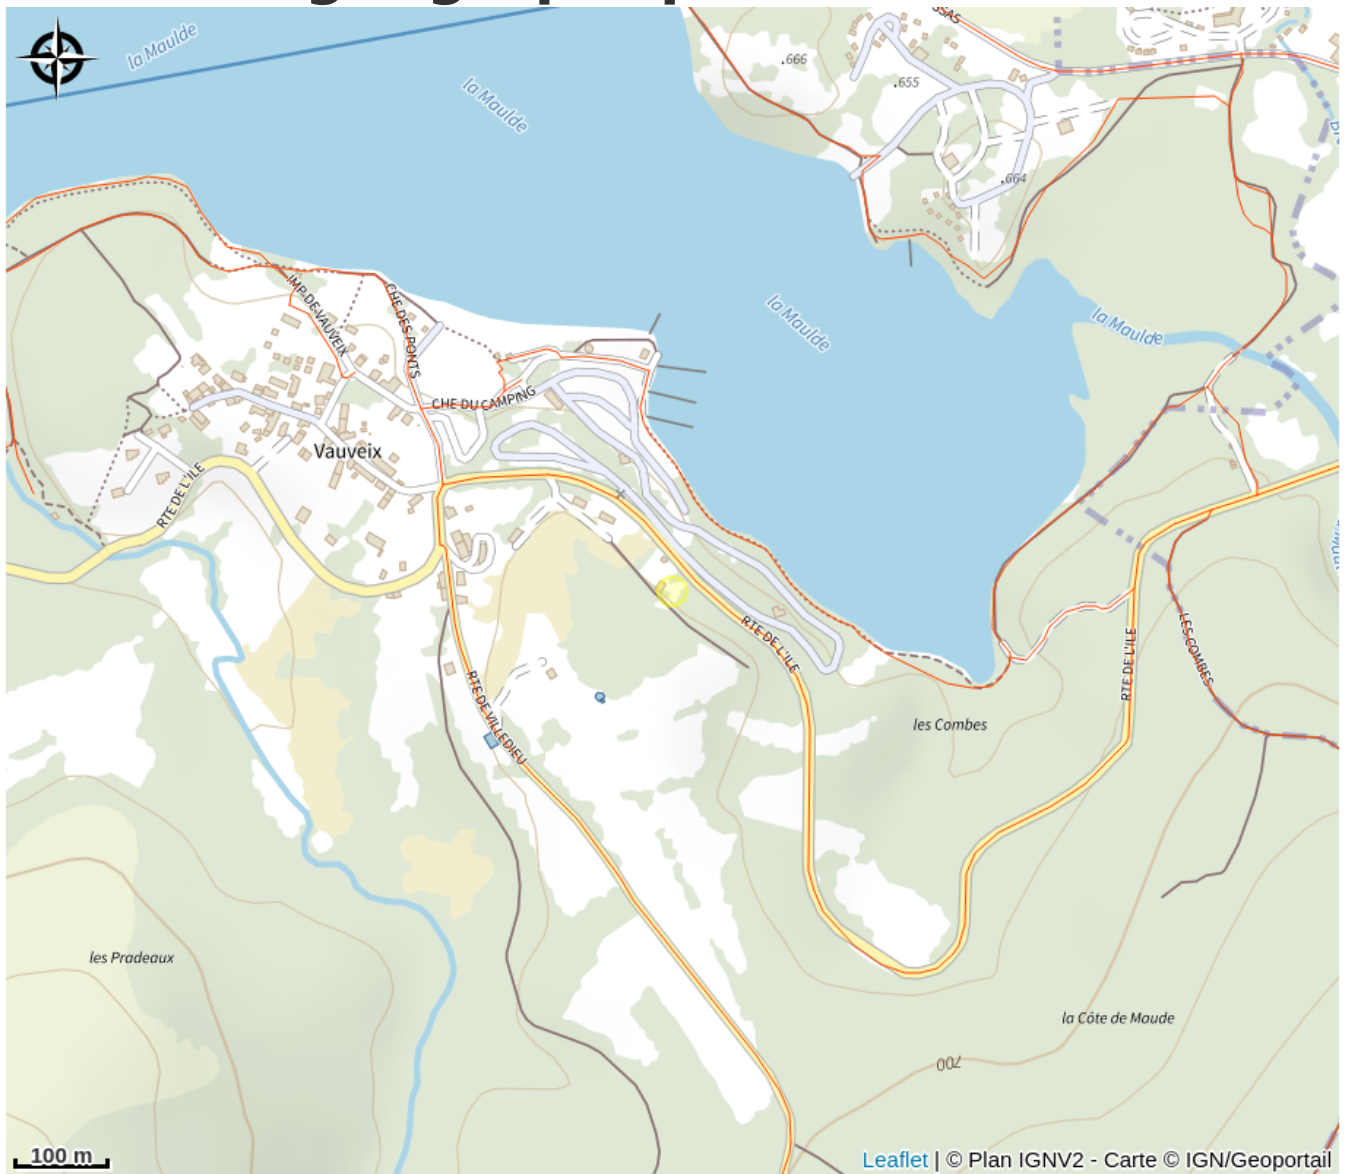 la Maulde
la Maulde
.666
.655
.664
la Maulde
la Maulde
IMP-DE-VAUVEIX
CHE DES PONTS
CHE DU CAMPING
Vauveix
RTE DE L'ILE
RTE DE L'ILE
RTE DE L'ILE
LES COMBES
RTE DE VILLEDIEU
les Combes
les Pradeaux
la Côte de Maude
700
100 m
Leaflet | © Plan IGNV2 - Carte © IGN/Geoportail